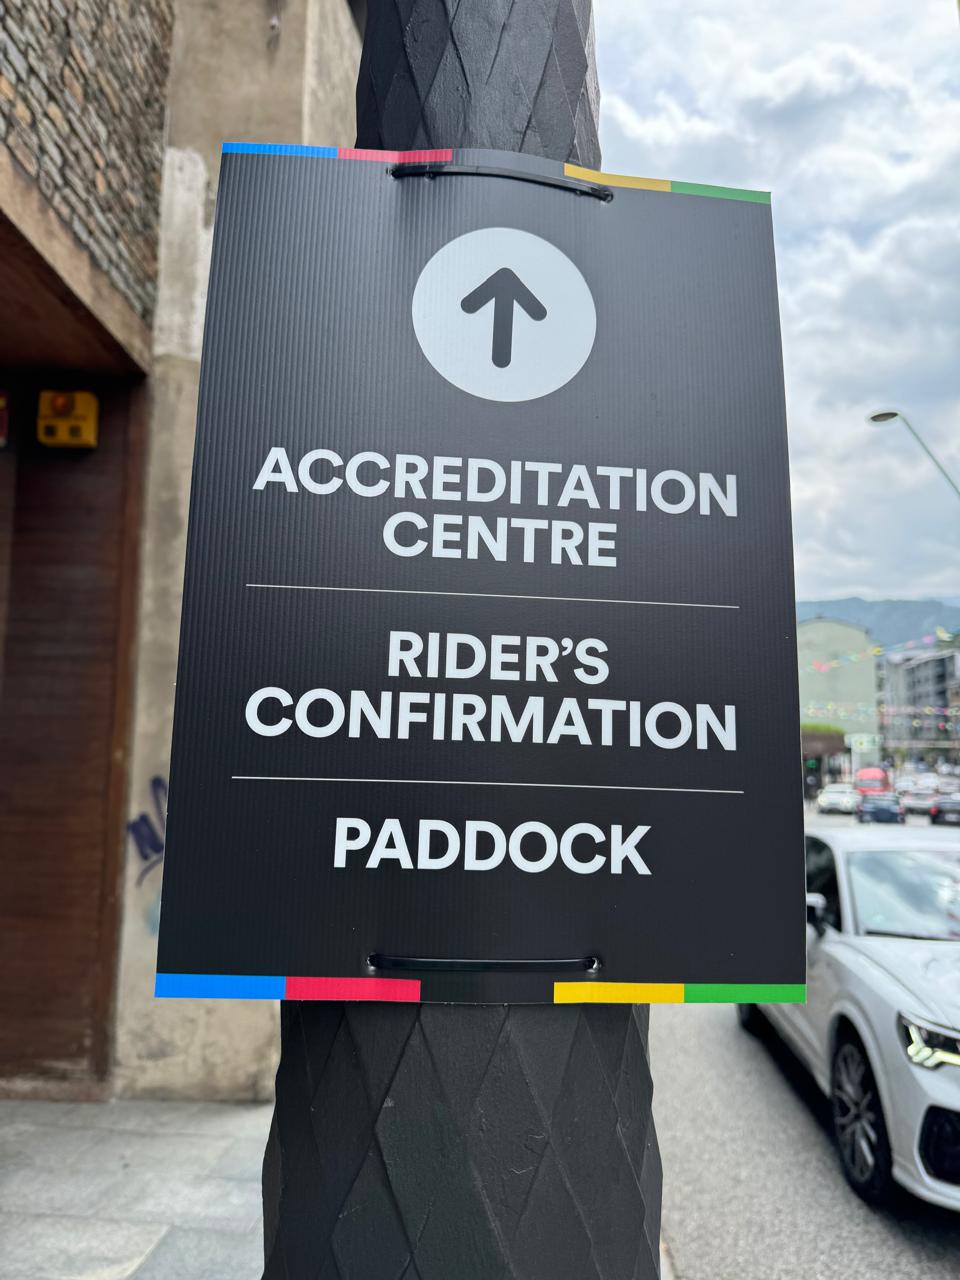 ACCREDITATION
CENTRE
RIDER’S
CONFIRMATION
PADDOCK